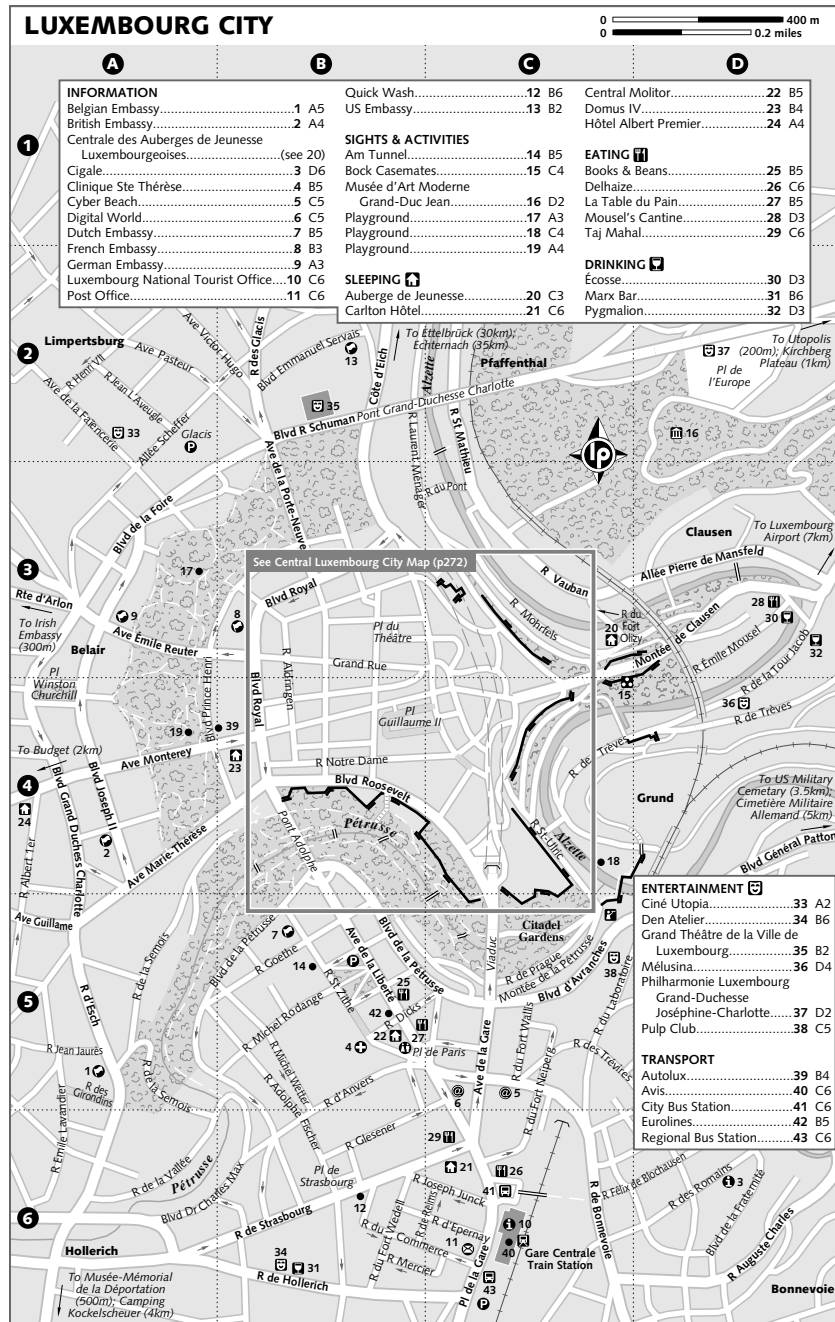 LUXEMBOURG CITY
0 400 m
0 0.2 miles
A B C D
1
2
3
4
5
6
INFORMATION
Belgian Embassy....................1 A5
British Embassy....................2 A4
Centrale des Auberges de Jeunesse
Luxembourgeoises..................(see 20)
Cigale....................3 D6
Clinique Ste Thérèse....................4 B5
Cyber Beach....................5 C5
Digital World....................6 C5
Dutch Embassy....................7 B5
French Embassy....................8 B3
German Embassy....................9 A3
Luxembourg National Tourist Office....10 C6
Post Office....................11 C6
Quick Wash....................12 B6
US Embassy....................13 B2
SIGHTS & ACTIVITIES
Am Tunnel....................14 B5
Bock Casemates....................15 C4
Musée d'Art Moderne
Grand-Duc Jean....................16 D2
Playground....................17 A3
Playground....................18 C4
Playground....................19 A4
SLEEPING
Auberge de Jeunesse....................20 C3
Carlton Hôtel....................21 C6
Central Molitor....................22 B5
Domus IV....................23 B4
Hôtel Albert Premier....................24 A4
EATING
Books & Beans....................25 B5
Delhaize....................26 C6
La Table du Pain....................27 B5
Mousel's Cantine....................28 D3
Taj Mahal....................29 C6
DRINKING
Écosse....................30 D3
Marx Bar....................31 B6
Pygmalion....................32 D3
Limpertsburg
Ave Pasteur
Ave Victor Hugo
R des Glacis
Blvd Emmanuel Servais
13
Côte d'Eich
To Ettelbrück (30km);
Echternach (35km)
Alzette
Pfaffenthal
37
Pl de
l'Europe
To Utopolis
(200m); Kirchberg
Plateau (1km)
R Henri VII
R Jean L'Aveugle
Ave de la Faïencerie
Allée Scheffer
33
Glacis
P
35
Blvd R Schuman
Pont Grand-Duchesse Charlotte
R Laurent Ménager
R St Mathieu
lp
16
Ave de la Porte-Neuve
R du Pont
Blvd de la Foire
Clausen
To Luxembourg
Airport (7km)
Allée Pierre de Mansfeld
See Central Luxembourg City Map (p272)
17
Rte d'Arlon
To Irish
Embassy
(300m)
9
8
Ave Émile Reuter
Belair
Blvd Royal
Pl du
Théâtre
Grand Rue
R Aldringen
Blvd Royal
Pl
Guillaume II
R Notre Dame
Blvd Roosevelt
R Vauban
R Mohrfels
20
R du
Fort
Olizy
Montée de Clausen
R Émile Mousel
28
30
32
R de la Tour Jacob
15
36
R de Trèves
R de Trèves
Pl
Winston
Churchill
Blvd Prince Henri
19
39
To Budget (2km)
Ave Monterey
23
24
R Albert 1er
Blvd Grand Duchess Charlotte
Blvd Joseph II
2
Ave Marie-Thérèse
Ave Guillame
Pétrusse
Pont Adolphe
Alzette
R St-Ulric
Grund
18
To US Military
Cemetary (3.5km);
Cimetière Militaire
Allemand (5km)
Blvd Général Patton
ENTERTAINMENT
Ciné Utopia....................33 A2
Den Atelier....................34 B6
Grand Théâtre de la Ville de
Luxembourg....................35 B2
Mélusina....................36 D4
Philharmonie Luxembourg
Grand-Duchesse
Joséphine-Charlotte....................37 D2
Pulp Club....................38 C5
TRANSPORT
Autolux....................39 B4
Avis....................40 C6
City Bus Station....................41 C6
Eurolines....................42 B5
Regional Bus Station....................43 C6
Citadel
Gardens
Viaduc
R de Prague
Montée de la Pétrusse
Blvd d'Avranches
38
R du Laboratoire
7
R Goethe
14
Blvd de la Pétrusse
Ave de la Liberté
Blvd de la Pétrusse
P
R St Zithe
25
R Dicks
42
22
27
4
Pl de Paris
R d'Esch
R de la Semois
R Jean Jaurès
1
R des
Girondins
R de la Semois
R Michel Rodange
R Michel Welter
R Adolphe Fischer
R d'Anvers
R Glesener
Ave de la Gare
R du Fort Wallis
R du Fort Neiperg
R des Trévires
@ 6
@ 5
R Émile Lavandier
R de la Vallée
Pétrusse
Blvd Dr Charles Max
Pl de
Strasbourg
12
R de Strasbourg
29
21
26
41
R Joseph Junck
R de Reims
R d'Epernay
R du Fort Wedell
R du Commerce
R Mercier
11
10
40
Gare Centrale
Train Station
43
P
Pl de la Gare
R de Bonnevoie
R Félix de Blochausen
R des Romains
3
Blvd de la Fraternité
R Auguste Charles
Bonnevoie
Hollerich
34
31
R de Hollerich
To Musée-Mémorial
de la Déportation
(500m); Camping
Kockelscheuer (4km)